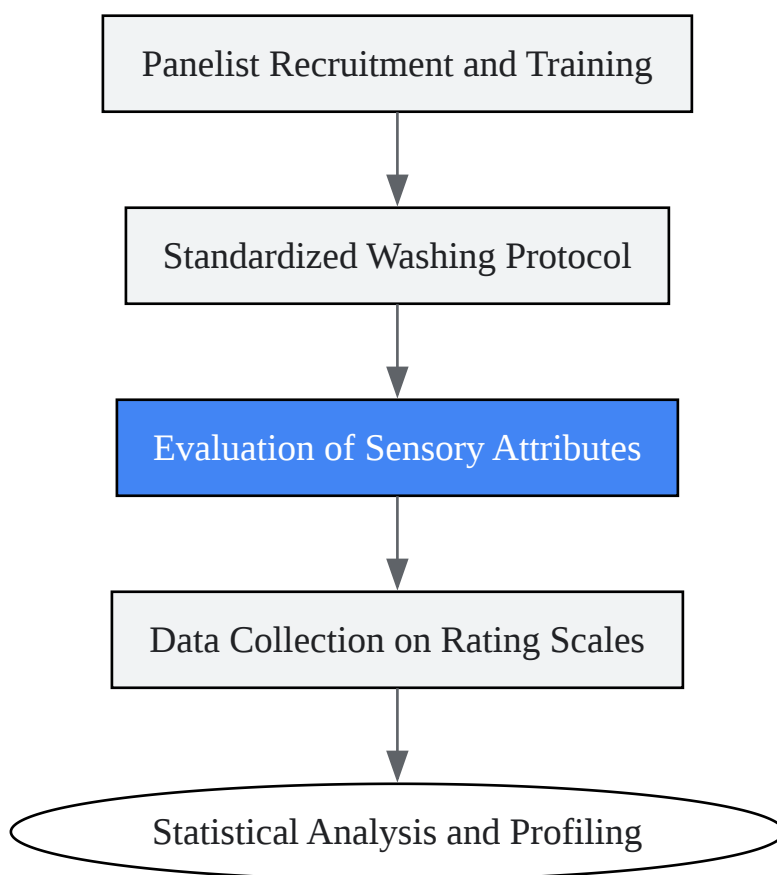 Panelist Recruitment and Training
Standardized Washing Protocol
Evaluation of Sensory Attributes
Data Collection on Rating Scales
Statistical Analysis and Profiling